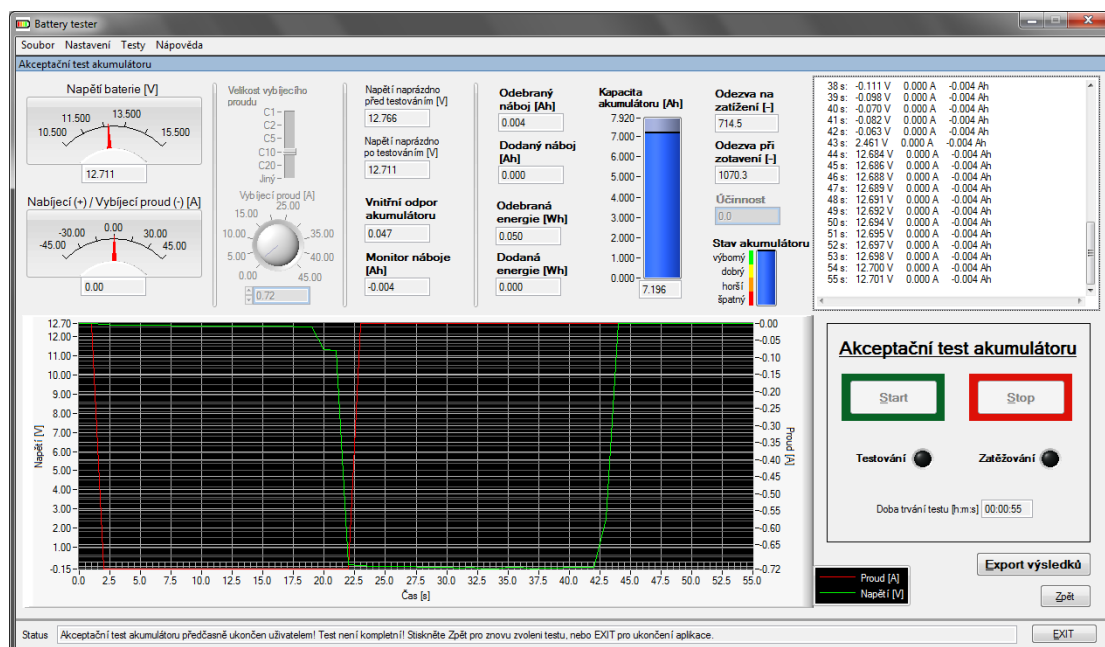 Battery tester
Soubor Nastavení Testy Nápověda
Akceptační test akumulátoru
Napětí baterie [V]
11.500 13.500
10.500 15.500
12.711
Nabíjecí (+) / Vybíjecí proud (-) [A]
-30.00 0.00 30.00
-45.00 45.00
0.00
Velikost vybíjecího
proudu
C1
C2
C5
C10
C20
Jiný
Vybíjecí proud [A]
25.00
15.00
10.00 35.00
5.00 40.00
0.00 45.00
0.72
Napětí naprázdno
před testováním [V]
12.766
Napětí naprázdno
po testováním [V]
12.711
Vnitřní odpor
akumulátoru
0.047
Monitor náboje
[Ah]
-0.004
Odebraný
náboj [Ah]
0.004
Dodaný náboj
[Ah]
0.000
Odebraná
energie [Wh]
0.050
Dodaná
energie [Wh]
0.000
Kapacita
akumulátoru [Ah]
7.920
7.000
6.000
5.000
4.000
3.000
2.000
1.000
0.000
7.196
Odezva na
zatížení [-]
714.5
Odezva při
zotavení [-]
1070.3
Účinnost
0.0
Stav akumulátoru
výborný
dobrý
horší
špatný
38 s: -0.111 V 0.000 A -0.004 Ah
39 s: -0.098 V 0.000 A -0.004 Ah
40 s: -0.070 V 0.000 A -0.004 Ah
41 s: -0.082 V 0.000 A -0.004 Ah
42 s: -0.063 V 0.000 A -0.004 Ah
43 s: 2.461 V 0.000 A -0.004 Ah
44 s: 12.684 V 0.000 A -0.004 Ah
45 s: 12.686 V 0.000 A -0.004 Ah
46 s: 12.688 V 0.000 A -0.004 Ah
47 s: 12.689 V 0.000 A -0.004 Ah
48 s: 12.691 V 0.000 A -0.004 Ah
49 s: 12.692 V 0.000 A -0.004 Ah
50 s: 12.694 V 0.000 A -0.004 Ah
51 s: 12.695 V 0.000 A -0.004 Ah
52 s: 12.697 V 0.000 A -0.004 Ah
53 s: 12.698 V 0.000 A -0.004 Ah
54 s: 12.700 V 0.000 A -0.004 Ah
55 s: 12.701 V 0.000 A -0.004 Ah
Napětí [V]
12.70
12.00
11.00
10.00
9.00
8.00
7.00
6.00
5.00
4.00
3.00
2.00
1.00
-0.15
0.0 2.5 5.0 7.5 10.0 12.5 15.0 17.5 20.0 22.5 25.0 27.5 30.0 32.5 35.0 37.5 40.0 42.5 45.0 47.5 50.0 52.5 55.0
Čas [s]
-0.00
-0.05
-0.10
-0.15
-0.20
-0.25
-0.30
-0.35
-0.40
-0.45
-0.50
-0.55
-0.60
-0.65
-0.72
Proud [A]
Akceptační test akumulátoru
Start Stop
Testování Zatěžování
Doba trvání testu [h:m:s] 00:00:55
Proud [A]
Napětí [V]
Export výsledků
Zpět
Status Akceptační test akumulátoru předčasně ukončen uživatelem! Test není kompletní! Stiskněte Zpět pro znovu zvolení testu, nebo EXIT pro ukončení aplikace.
EXIT